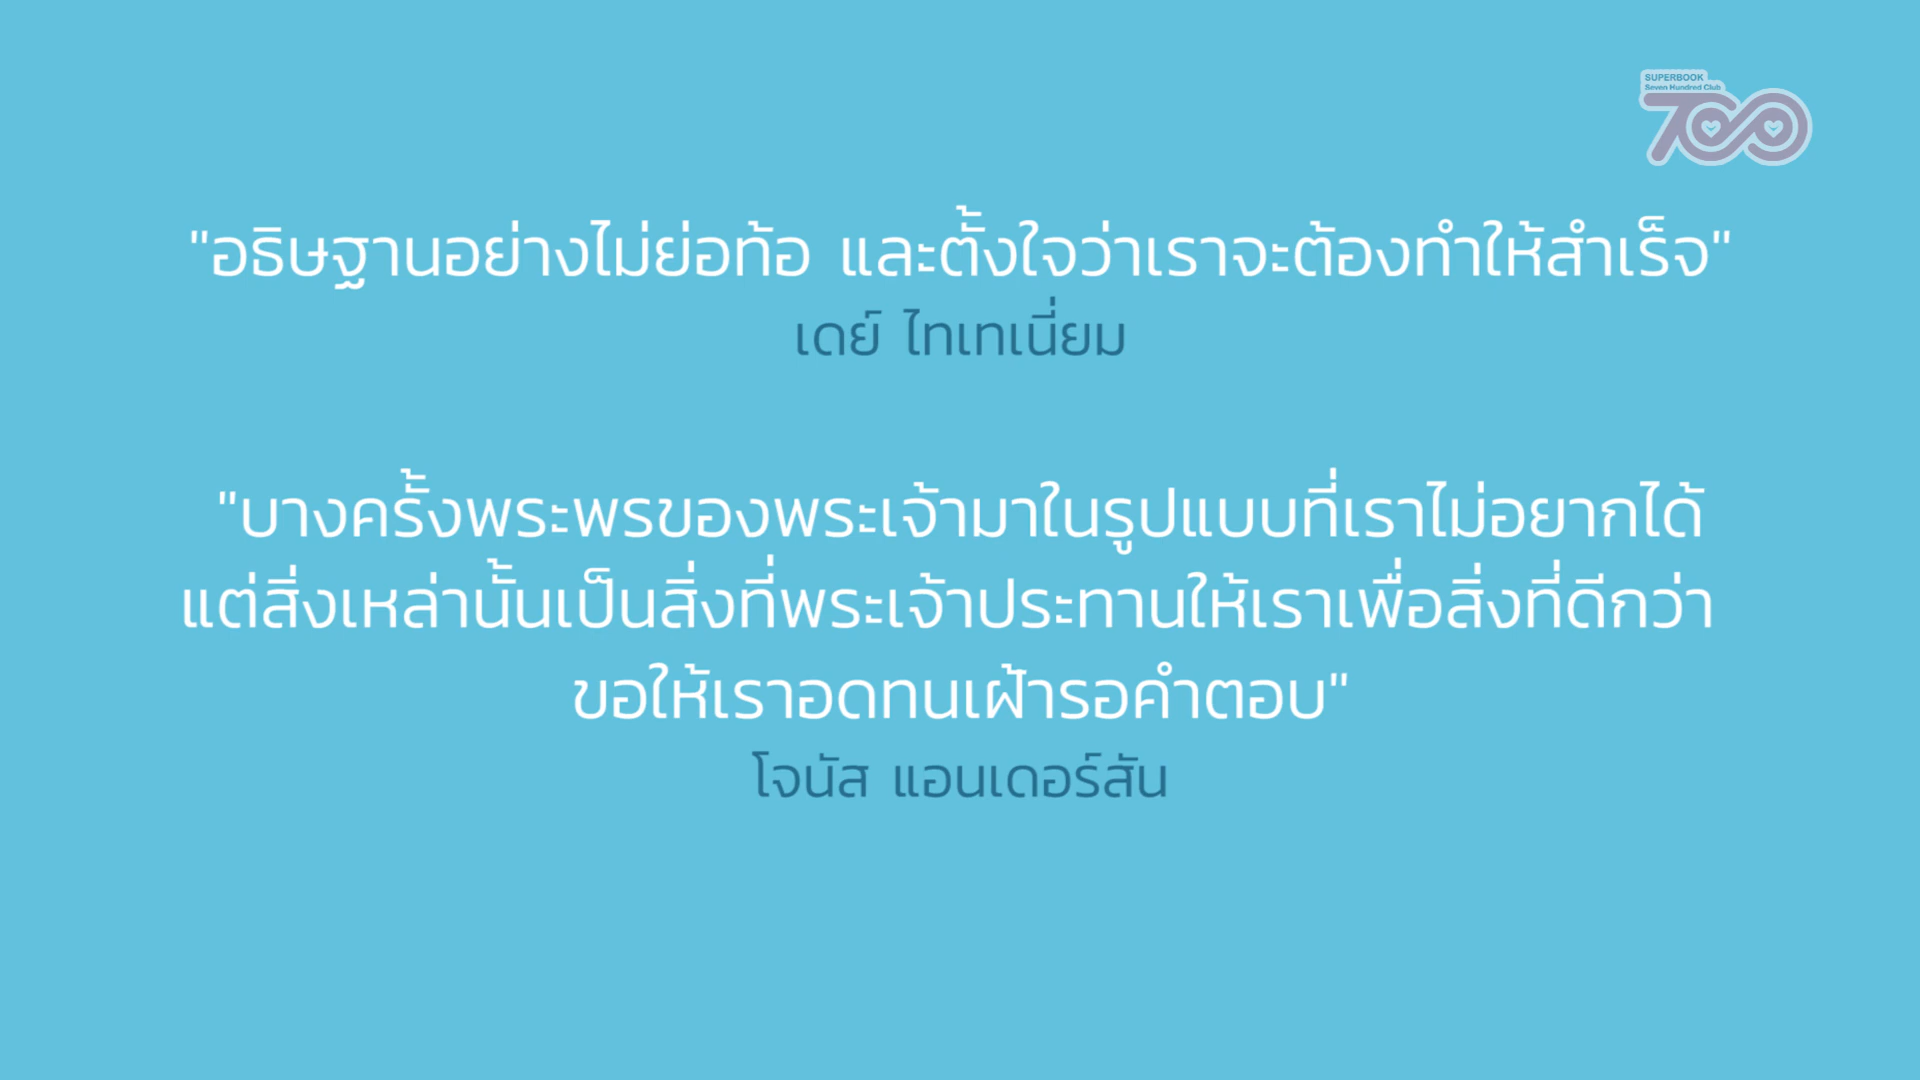 SUPERBOOK
Seven Hundred Club
700
"อธิษฐานอย่างไม่ย่อท้อ และตั้งใจว่าเราจะต้องทำให้สำเร็จ"
เดย์ ไทเทเนี่ยม
"บางครั้งพระพรของพระเจ้ามาในรูปแบบที่เราไม่อยากได้
แต่สิ่งเหล่านั้นเป็นสิ่งที่พระเจ้าประทานให้เราเพื่อสิ่งที่ดีกว่า
ขอให้เราอดทนเฝ้ารอคำตอบ"
โจนัส แอนเดอร์สัน